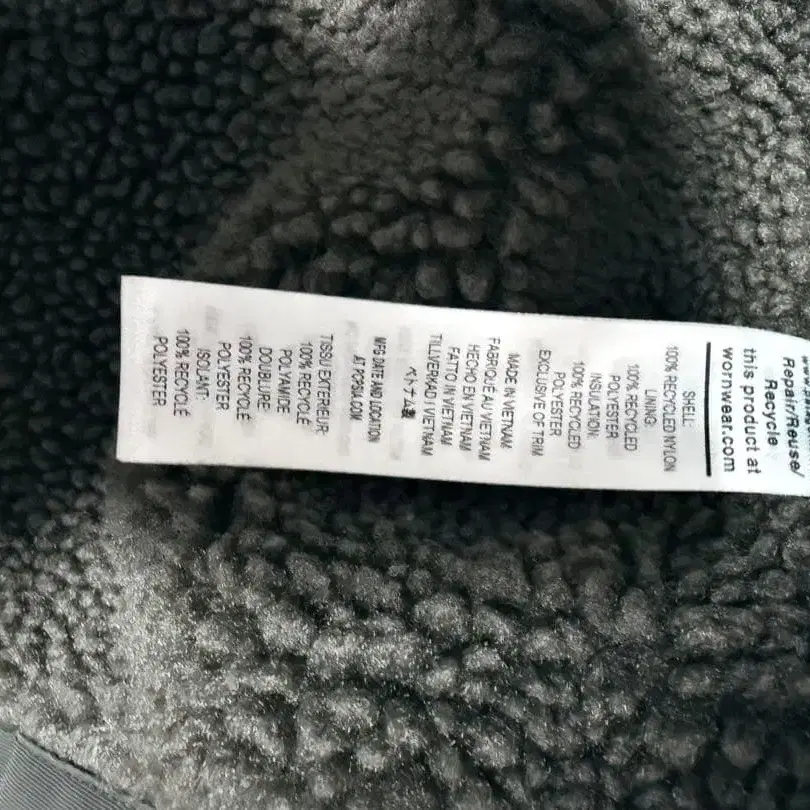 Repair/Reuse/
Recycle
this product at
wornwear.com
SHELL:
100% RECYCLED NYLON
LINING:
100% RECYCLED
POLYESTER
INSULATION:
100% RECYCLED
POLYESTER
EXCLUSIVE OF TRIM
MADE IN VIETNAM
FABRIQUÉ AU VIETNAM
HECHO EN VIETNAM
FATTO IN VIETNAM
TILLVERKAD I VIETNAM
ベトナム製
MFG DATE AND LOCATION
AT PCPGIA.COM
TISSU EXTÉRIEUR:
100% RECYCLÉ
POLYAMIDE
DOUBLURE:
100% RECYCLÉ
POLYESTER
ISOLANT:
100% RECYCLÉ
POLYESTER